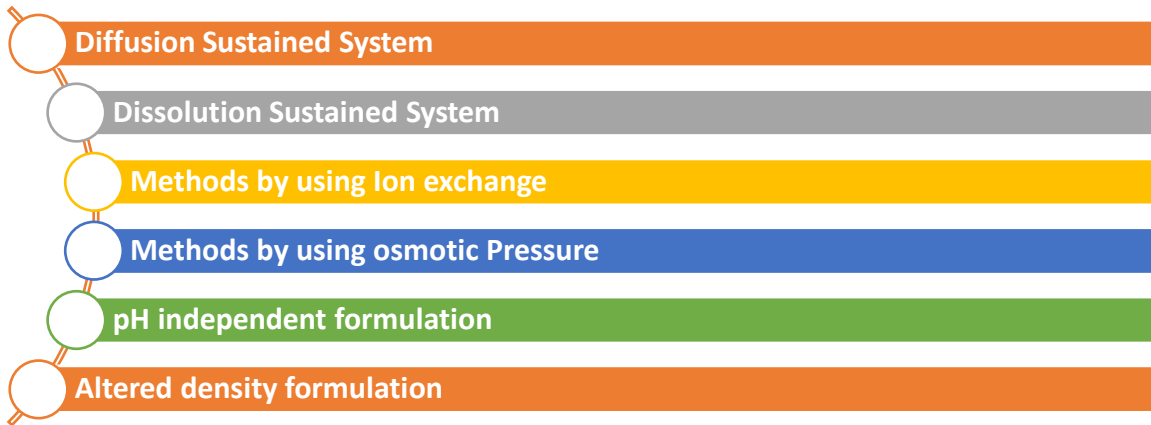 Diffusion Sustained System
Dissolution Sustained System
Methods by using Ion exchange
Methods by using osmotic Pressure
pH independent formulation
Altered density formulation